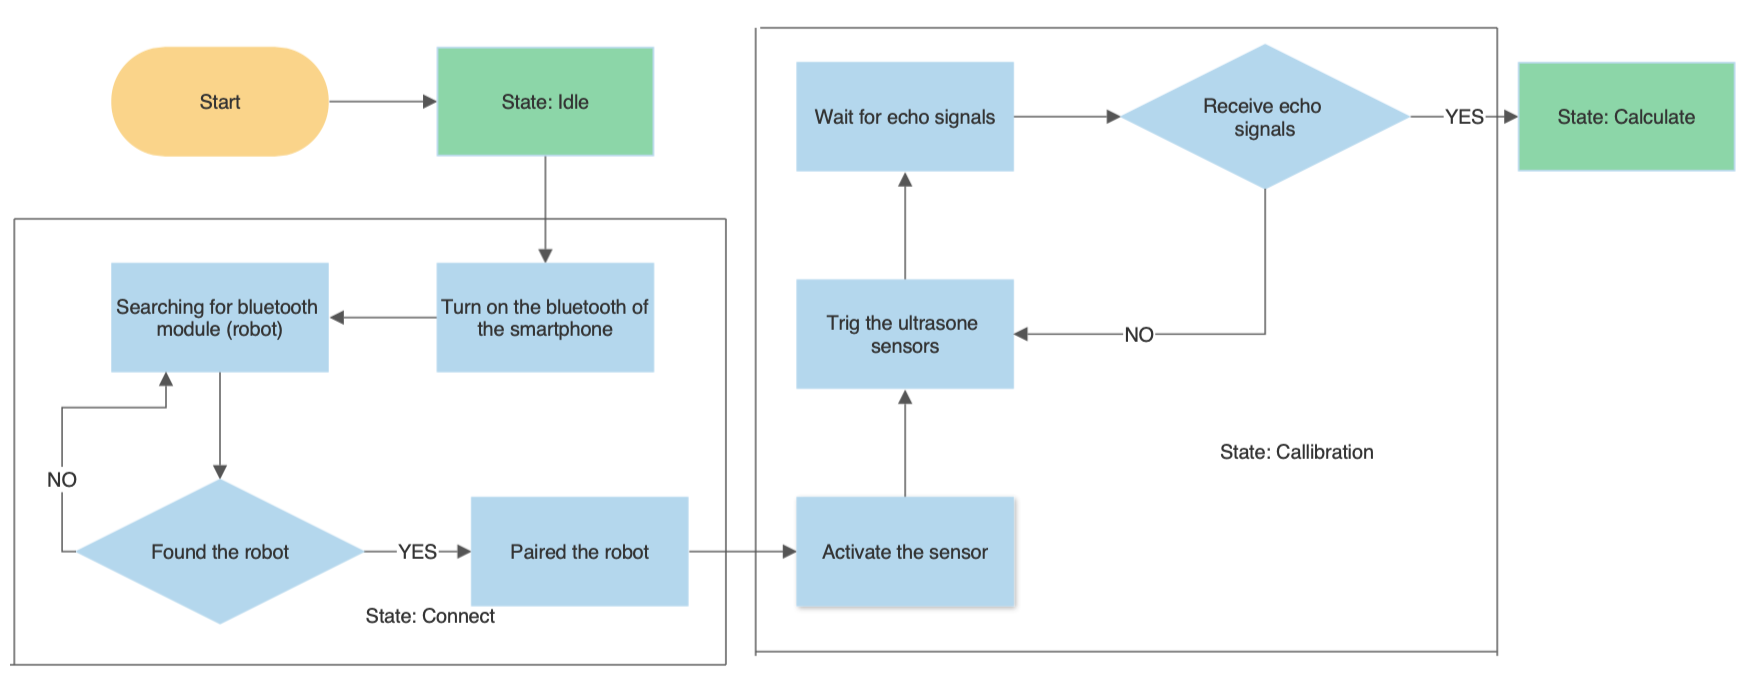 Start
State: Idle
Turn on the bluetooth of
the smartphone
Searching for bluetooth
module (robot)
NO
Found the robot
YES
Paired the robot
State: Connect
Activate the sensor
Trig the ultrasone
sensors
Wait for echo signals
Receive echo
signals
NO
YES
State: Callibration
State: Calculate